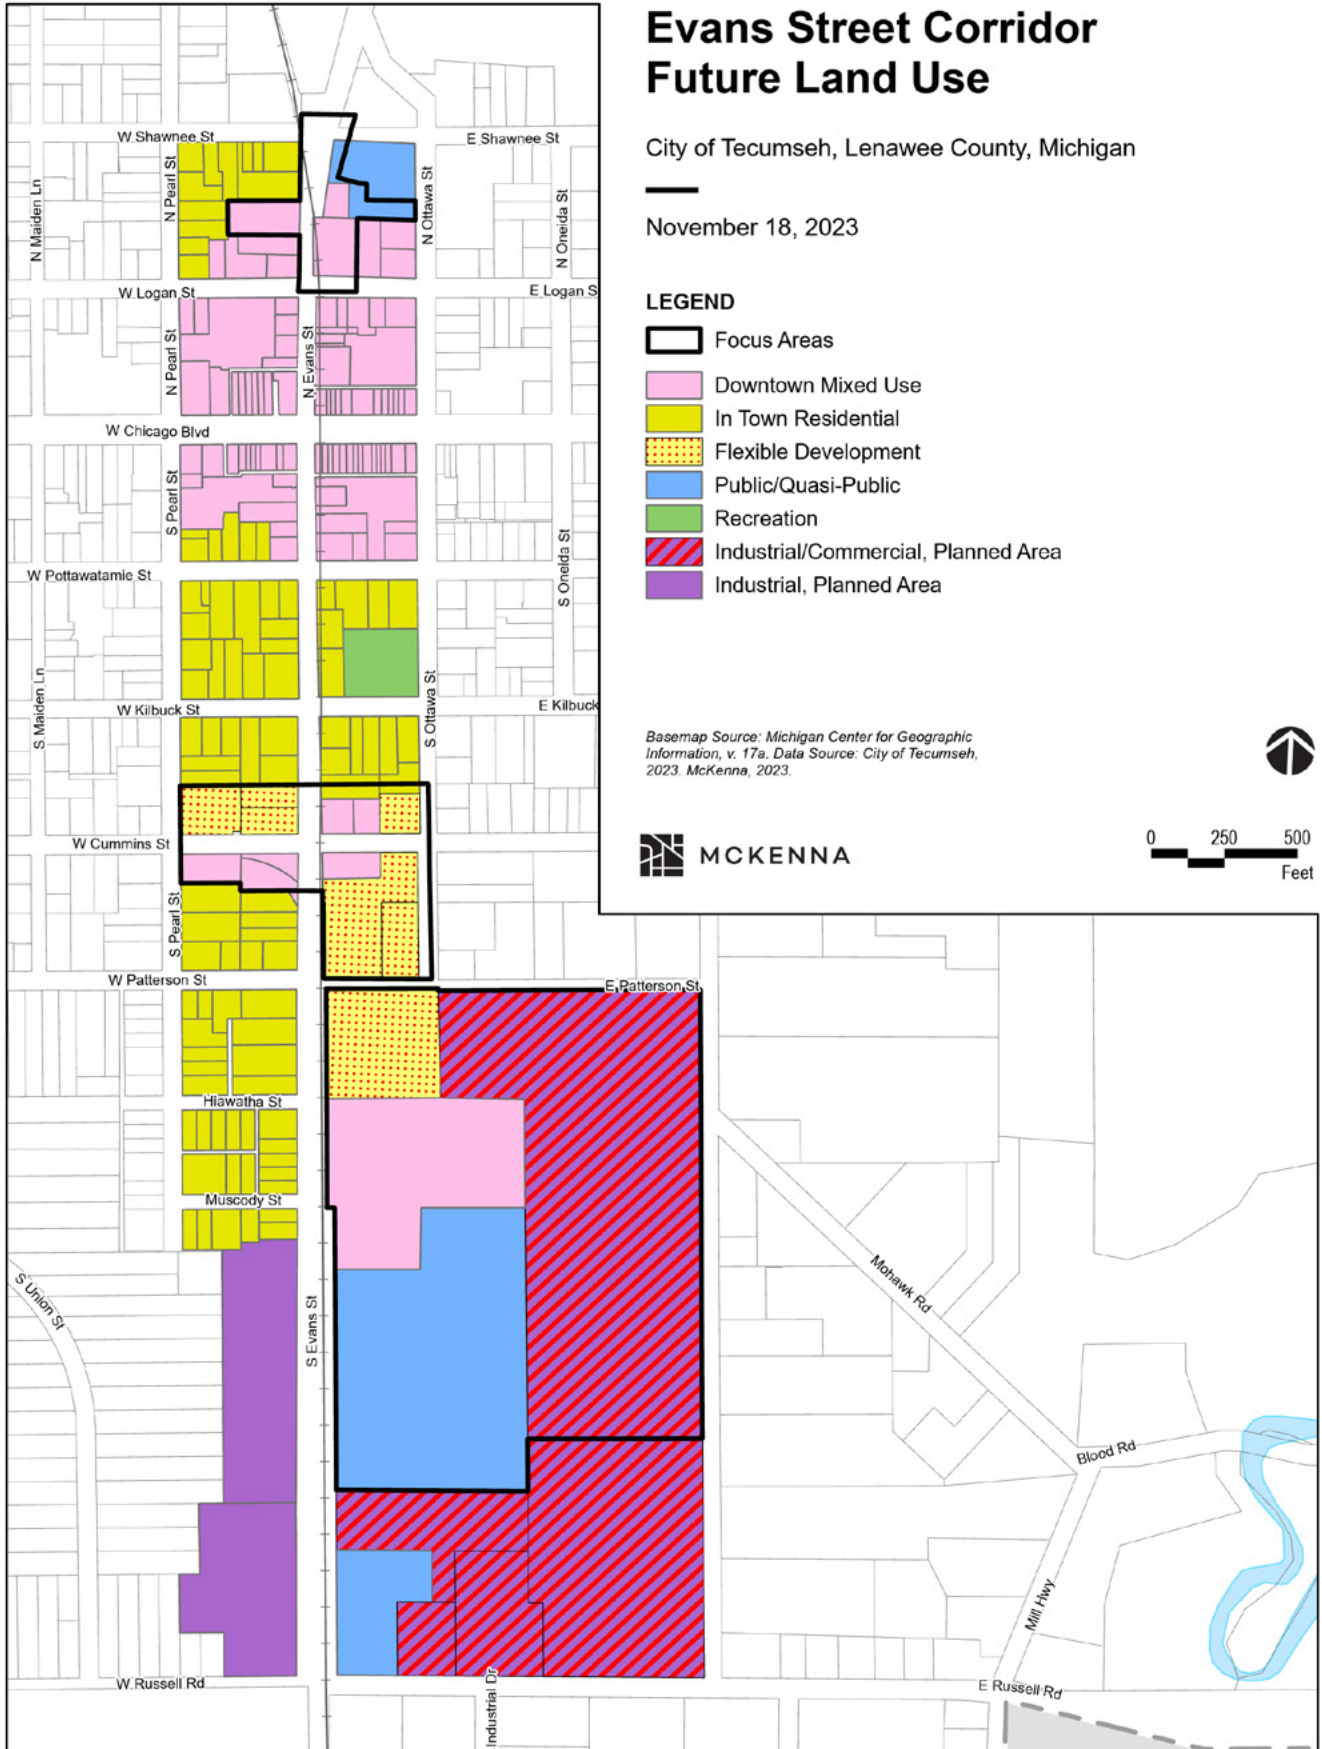 Evans Street Corridor
Future Land Use
City of Tecumseh, Lenawee County, Michigan
November 18, 2023
LEGEND
Focus Areas
Downtown Mixed Use
In Town Residential
Flexible Development
Public/Quasi-Public
Recreation
Industrial/Commercial, Planned Area
Industrial, Planned Area
Basemap Source: Michigan Center for Geographic
Information, v. 17a. Data Source: City of Tecumseh,
2023. McKenna, 2023.
MCKENNA
0 250 500
Feet
W Shawnee St
E Shawnee St
N Maiden Ln
N Pearl St
N Ottawa St
N Oneida St
W Logan St
E Logan S
N Pearl St
N Evans St
W Chicago Blvd
S Pearl St
S Oneida St
W Pottawatamie St
S Maiden Ln
S Ottawa St
W Kilbuck St
E Kilbuck
W Cummins St
S Pearl St
W Patterson St
E Patterson St
Hiawatha St
Muscody St
S Union St
S Evans St
Mohawk Rd
Blood Rd
Mill Hwy
W Russell Rd
E Russell Rd
Industrial Dr